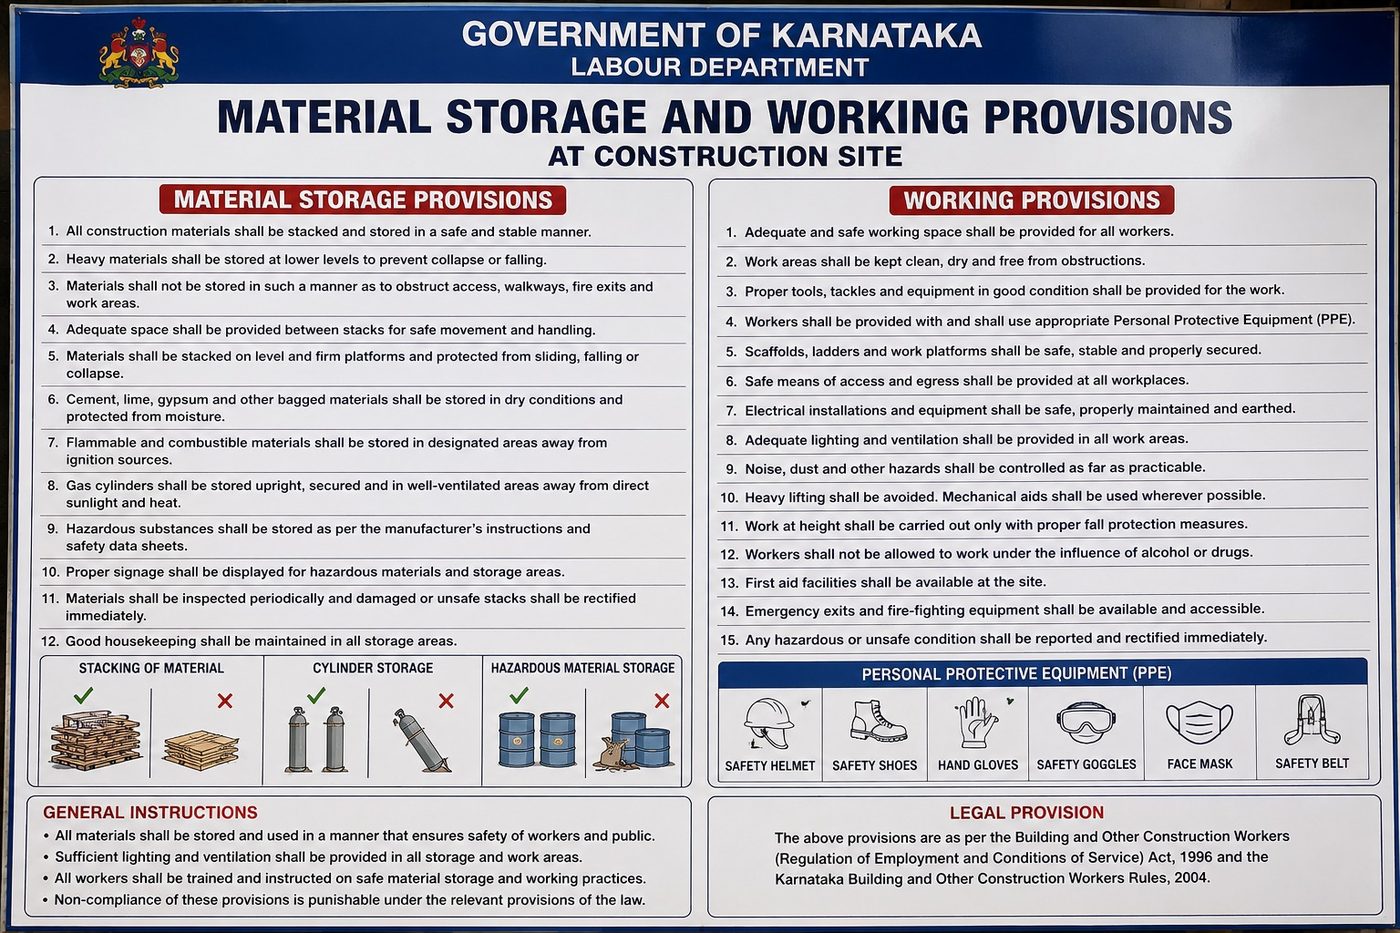 GOVERNMENT OF KARNATAKA
LABOUR DEPARTMENT
MATERIAL STORAGE AND WORKING PROVISIONS
AT CONSTRUCTION SITE
MATERIAL STORAGE PROVISIONS
1. All construction materials shall be stacked and stored in a safe and stable manner.
2. Heavy materials shall be stored at lower levels to prevent collapse or falling.
3. Materials shall not be stored in such a manner as to obstruct access, walkways, fire exits and
work areas.
4. Adequate space shall be provided between stacks for safe movement and handling.
5. Materials shall be stacked on level and firm platforms and protected from sliding, falling or
collapse.
6. Cement, lime, gypsum and other bagged materials shall be stored in dry conditions and
protected from moisture.
7. Flammable and combustible materials shall be stored in designated areas away from
ignition sources.
8. Gas cylinders shall be stored upright, secured and in well-ventilated areas away from direct
sunlight and heat.
9. Hazardous substances shall be stored as per the manufacturer's instructions and
safety data sheets.
10. Proper signage shall be displayed for hazardous materials and storage areas.
11. Materials shall be inspected periodically and damaged or unsafe stacks shall be rectified
immediately.
12. Good housekeeping shall be maintained in all storage areas.
STACKING OF MATERIAL
CYLINDER STORAGE
HAZARDOUS MATERIAL STORAGE
WORKING PROVISIONS
1. Adequate and safe working space shall be provided for all workers.
2. Work areas shall be kept clean, dry and free from obstructions.
3. Proper tools, tackles and equipment in good condition shall be provided for the work.
4. Workers shall be provided with and shall use appropriate Personal Protective Equipment (PPE).
5. Scaffolds, ladders and work platforms shall be safe, stable and properly secured.
6. Safe means of access and egress shall be provided at all workplaces.
7. Electrical installations and equipment shall be safe, properly maintained and earthed.
8. Adequate lighting and ventilation shall be provided in all work areas.
9. Noise, dust and other hazards shall be controlled as far as practicable.
10. Heavy lifting shall be avoided. Mechanical aids shall be used wherever possible.
11. Work at height shall be carried out only with proper fall protection measures.
12. Workers shall not be allowed to work under the influence of alcohol or drugs.
13. First aid facilities shall be available at the site.
14. Emergency exits and fire-fighting equipment shall be available and accessible.
15. Any hazardous or unsafe condition shall be reported and rectified immediately.
PERSONAL PROTECTIVE EQUIPMENT (PPE)
SAFETY HELMET
SAFETY SHOES
HAND GLOVES
SAFETY GOGGLES
FACE MASK
SAFETY BELT
GENERAL INSTRUCTIONS
• All materials shall be stored and used in a manner that ensures safety of workers and public.
• Sufficient lighting and ventilation shall be provided in all storage and work areas.
• All workers shall be trained and instructed on safe material storage and working practices.
• Non-compliance of these provisions is punishable under the relevant provisions of the law.
LEGAL PROVISION
The above provisions are as per the Building and Other Construction Workers
(Regulation of Employment and Conditions of Service) Act, 1996 and the
Karnataka Building and Other Construction Workers Rules, 2004.